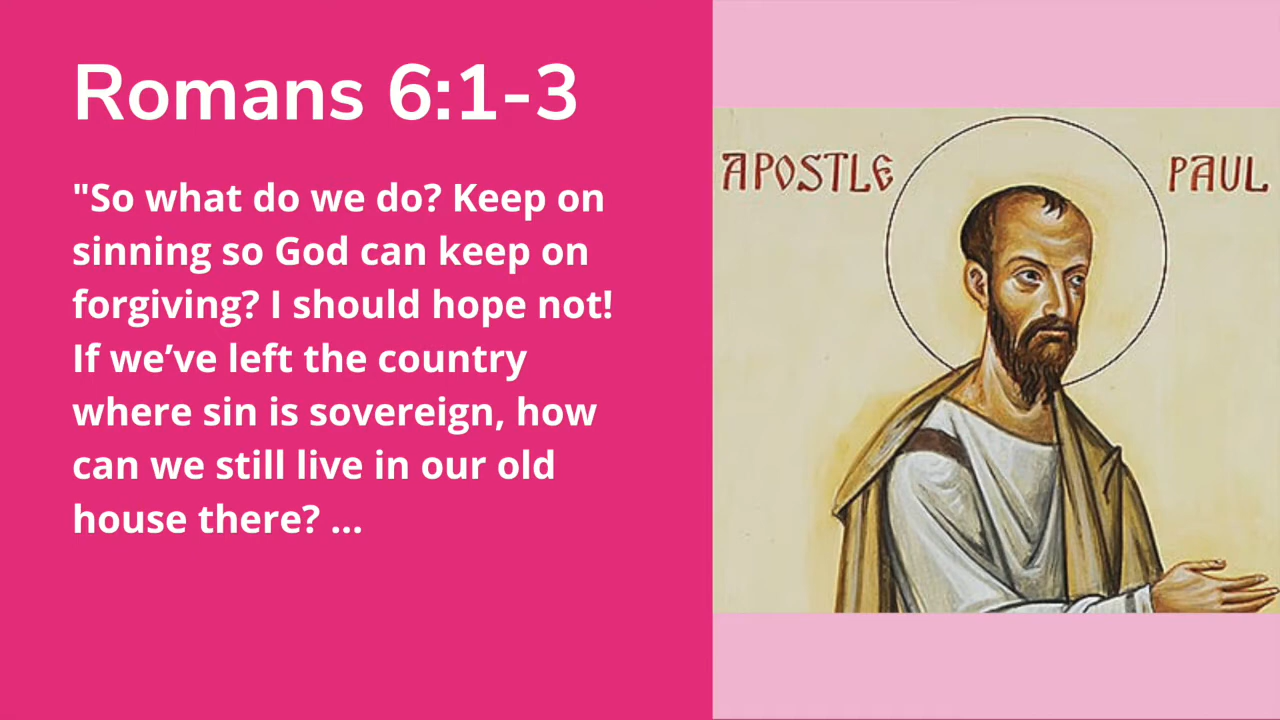 Romans 6:1-3
"So what do we do? Keep on
sinning so God can keep on
forgiving? I should hope not!
If we’ve left the country
where sin is sovereign, how
can we still live in our old
house there? ...
APOSTLE PAUL